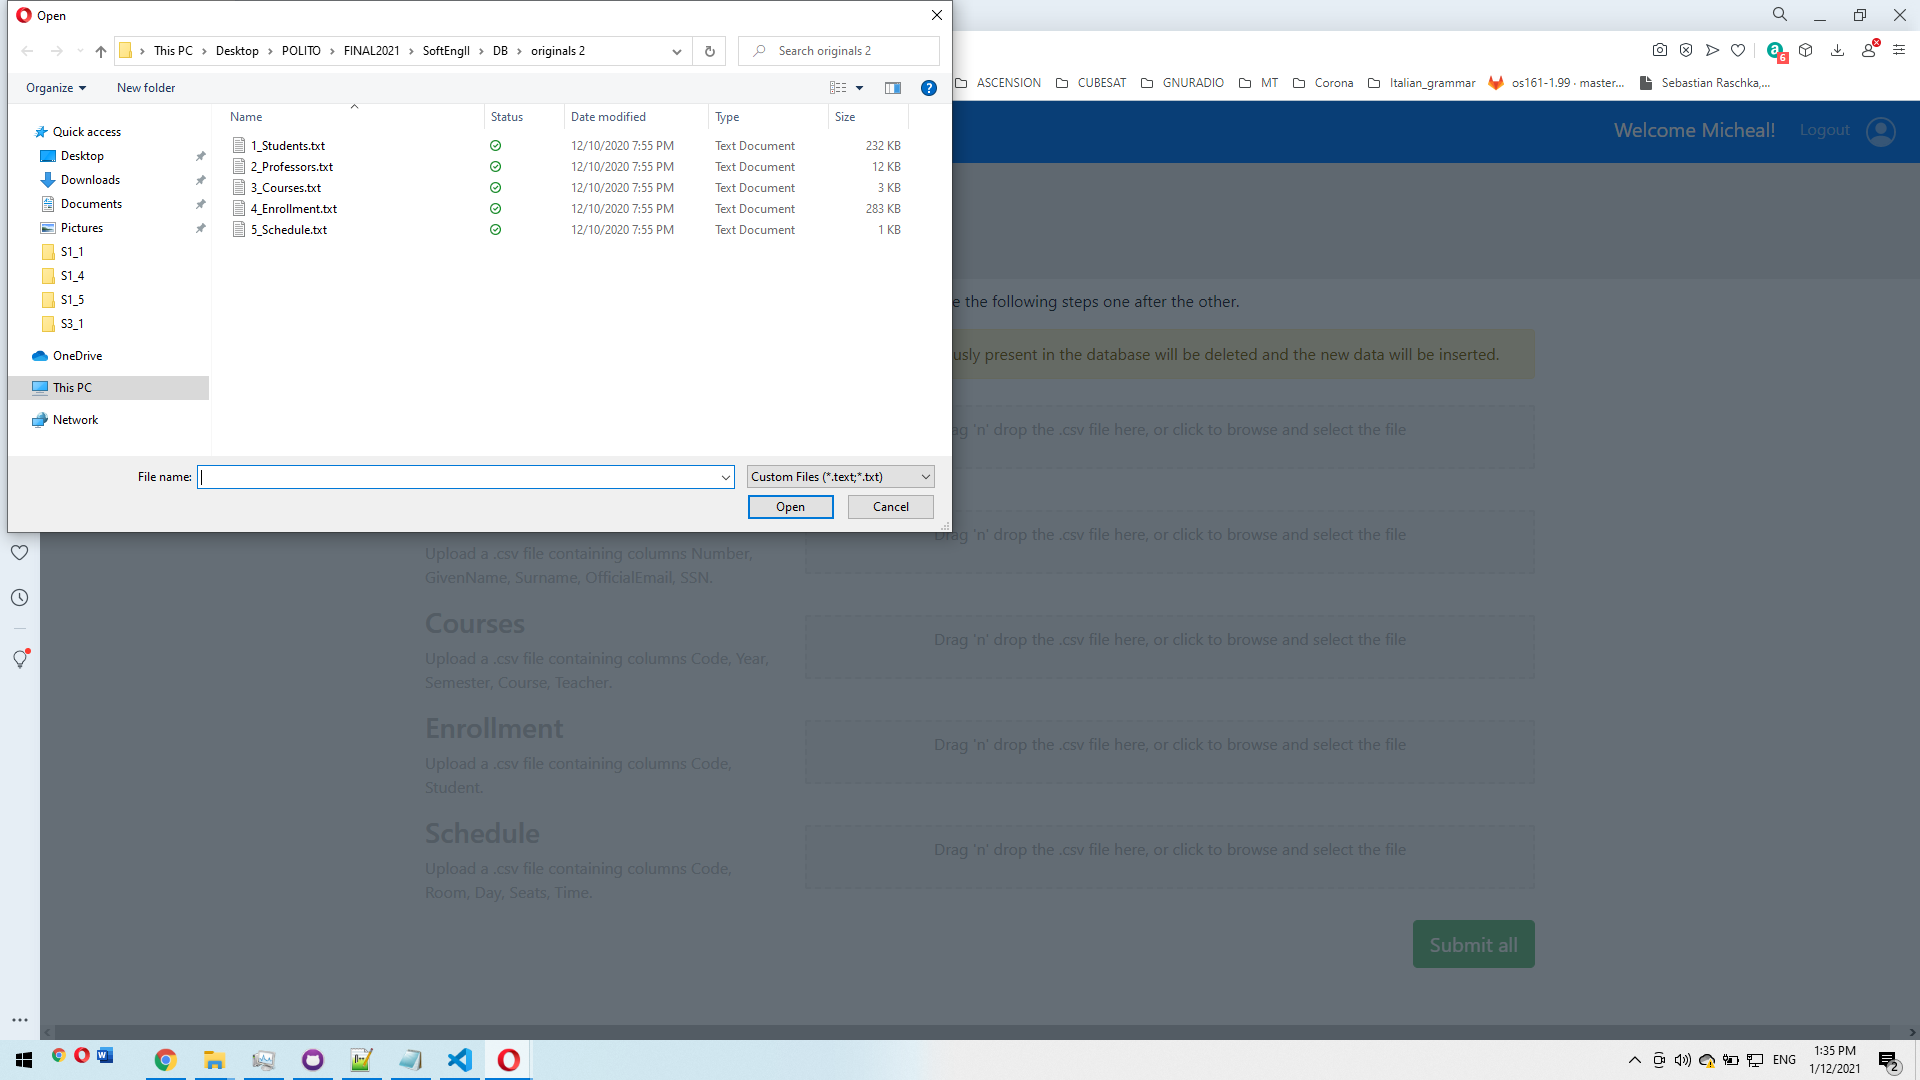 Open
This PC > Desktop > POLITO > FINAL2021 > SoftEngII > DB > originals 2
Search originals 2
Organize
New folder
Name Status Date modified Type Size
1_Students.txt 12/10/2020 7:55 PM Text Document 232 KB
2_Professors.txt 12/10/2020 7:55 PM Text Document 12 KB
3_Courses.txt 12/10/2020 7:55 PM Text Document 3 KB
4_Enrollment.txt 12/10/2020 7:55 PM Text Document 283 KB
5_Schedule.txt 12/10/2020 7:55 PM Text Document 1 KB
Quick access
Desktop
Downloads
Documents
Pictures
S1_1
S1_4
S1_5
S3_1
OneDrive
This PC
Network
File name:
Custom Files (*.text;*.txt)
Open
Cancel
6
ASCENSION CUBESAT GNURADIO MT Corona Italian_grammar os161-1.99 · master... Sebastian Raschka,...
Welcome Micheal! Logout
e the following steps one after the other.
usly present in the database will be deleted and the new data will be inserted.
ag 'n' drop the .csv file here, or click to browse and select the file
Drag 'n' drop the .csv file here, or click to browse and select the file
Upload a .csv file containing columns Number,
GivenName, Surname, OfficialEmail, SSN.
Courses
Upload a .csv file containing columns Code, Year,
Semester, Course, Teacher.
Drag 'n' drop the .csv file here, or click to browse and select the file
Enrollment
Upload a .csv file containing columns Code,
Student.
Drag 'n' drop the .csv file here, or click to browse and select the file
Schedule
Upload a .csv file containing columns Code,
Room, Day, Seats, Time.
Drag 'n' drop the .csv file here, or click to browse and select the file
Submit all
ENG
1:35 PM
1/12/2021
2